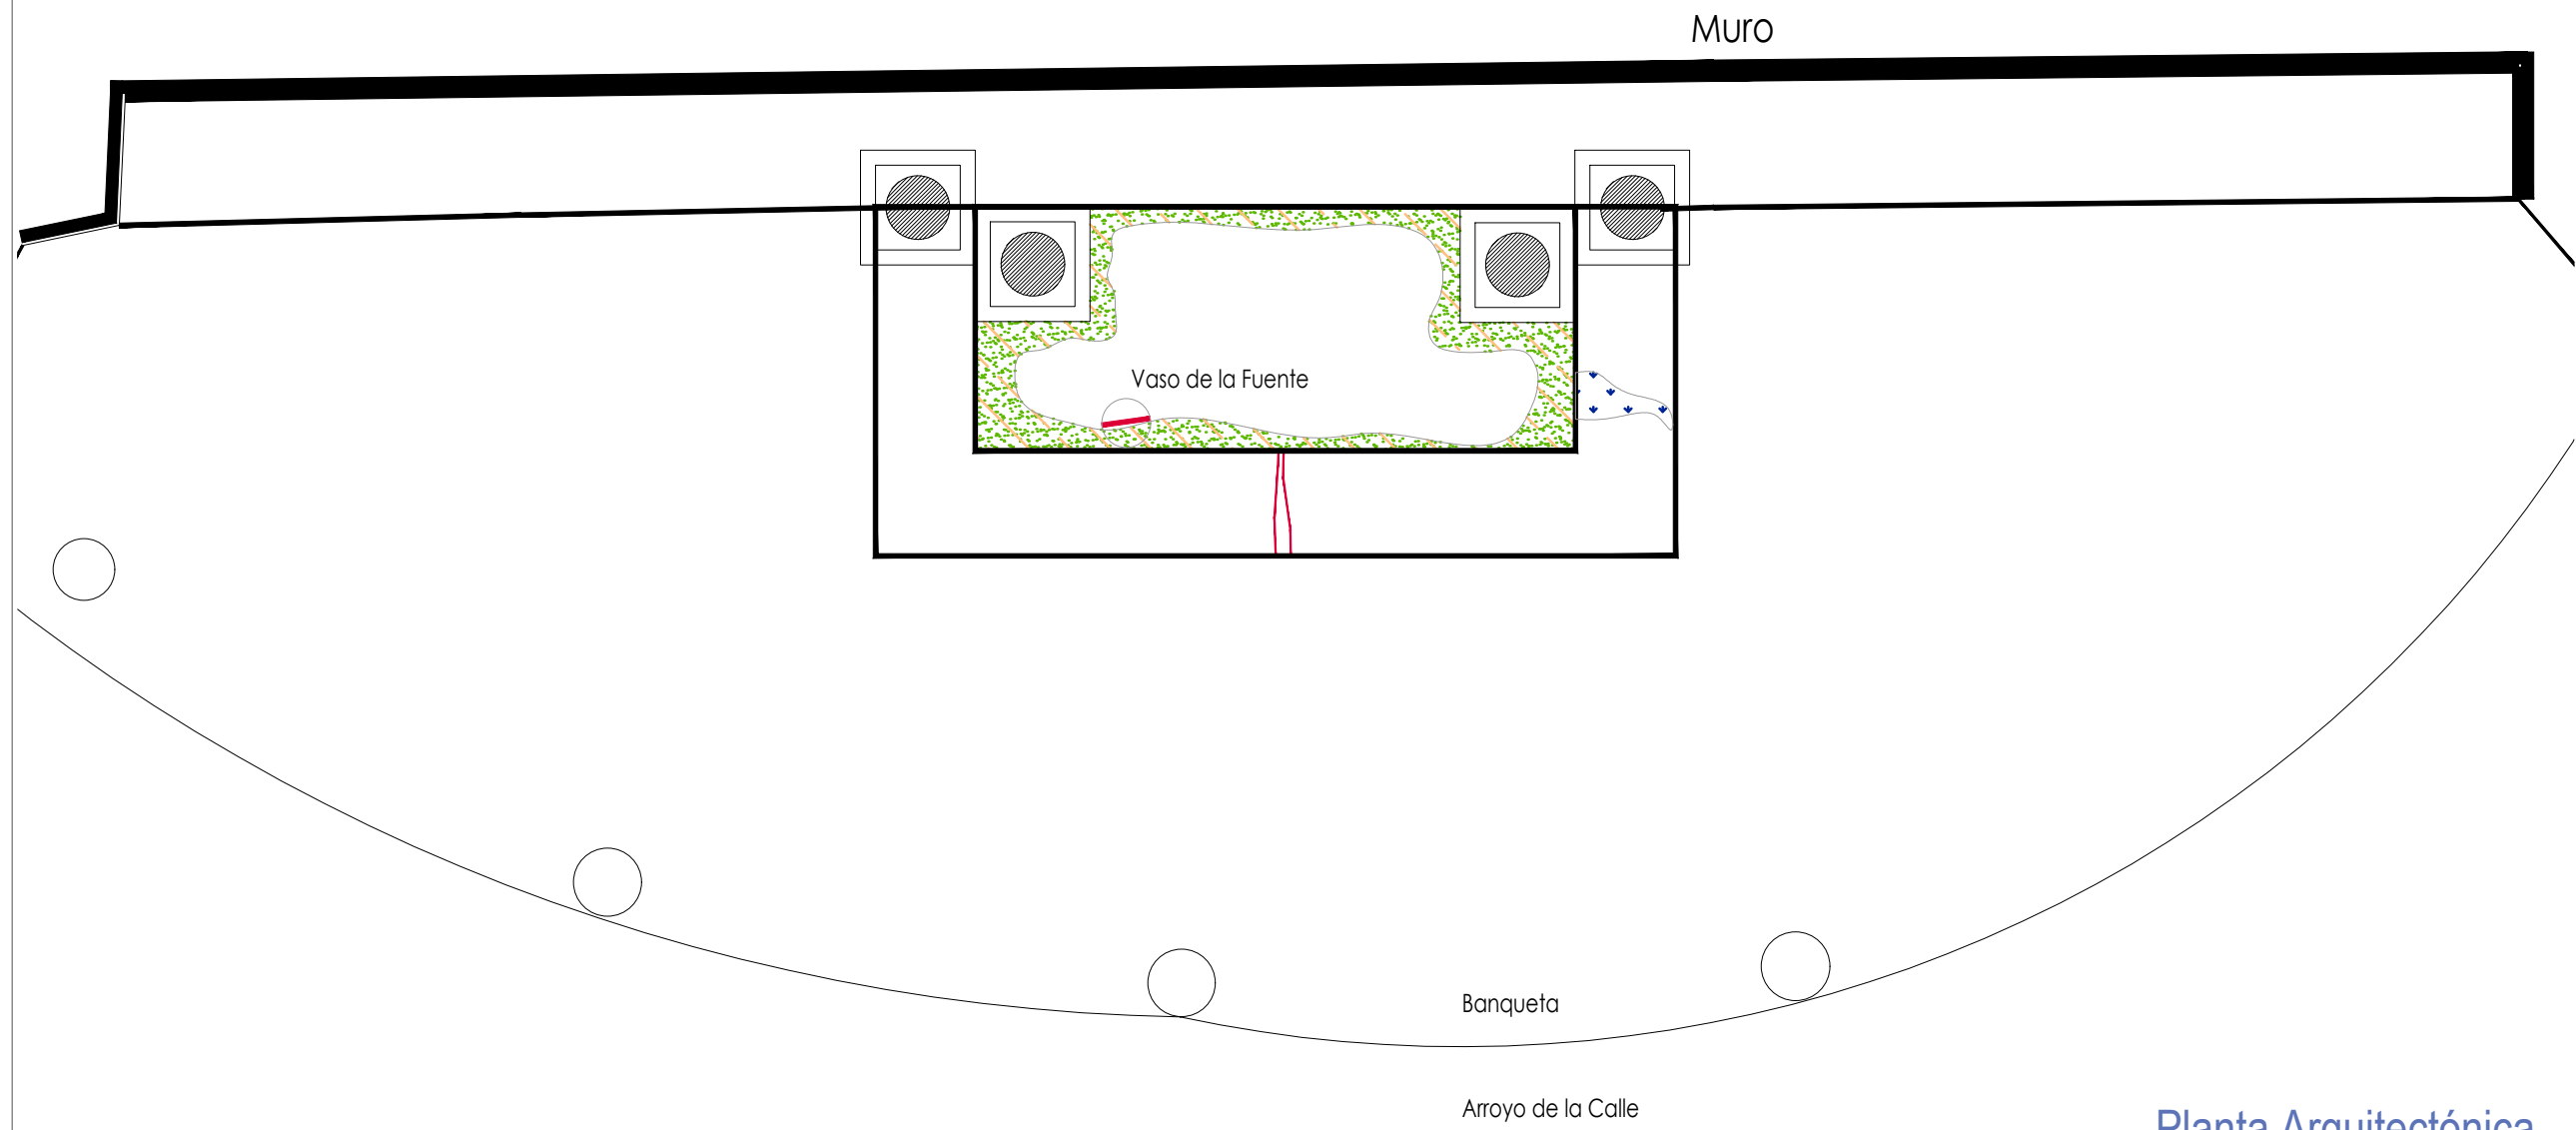 Muro
Vaso de la Fuente
Banqueta
Arroyo de la Calle
Planta Arquitectónica